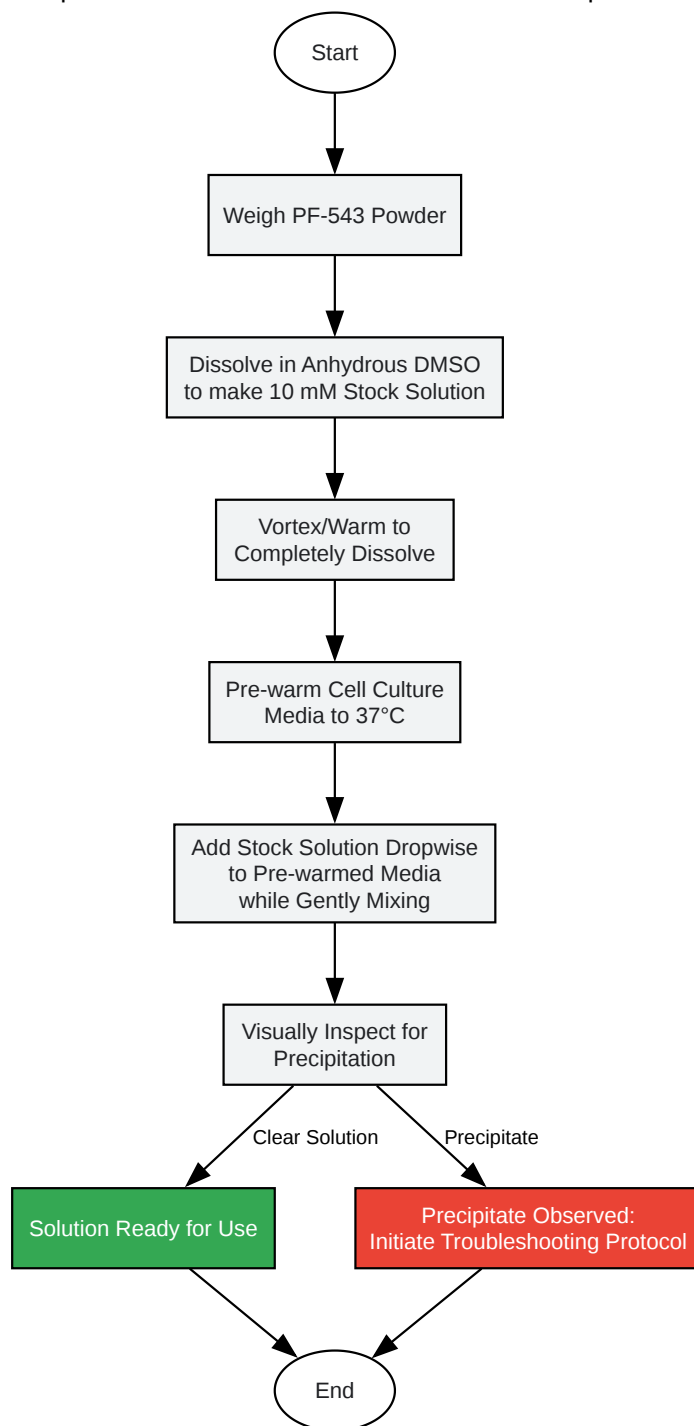 Start
Weigh PF-543 Powder
Dissolve in Anhydrous DMSO
to make 10 mM Stock Solution
Vortex/Warm to
Completely Dissolve
Pre-warm Cell Culture
Media to 37°C
Add Stock Solution Dropwise
to Pre-warmed Media
while Gently Mixing
Visually Inspect for
Precipitation
Clear Solution
Precipitate
Solution Ready for Use
Precipitate Observed:
Initiate Troubleshooting Protocol
End